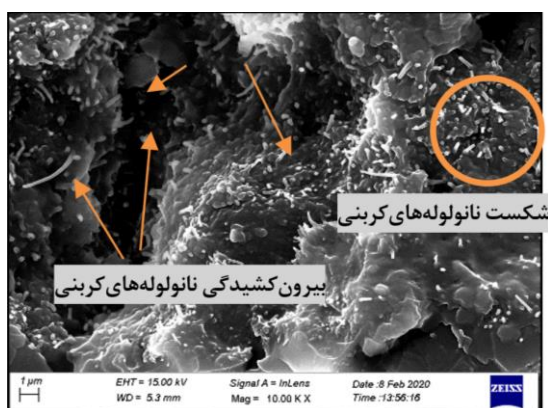 شکست نانولوله‌های کربنی
بیرون کشیدگی نانولوله‌های کربنی
1 µm
EHT = 15.00 kV
Signal A = InLens
Date :8 Feb 2020
WD = 5.3 mm
Mag = 10.00 K X
Time :13:56:16
ZEISS